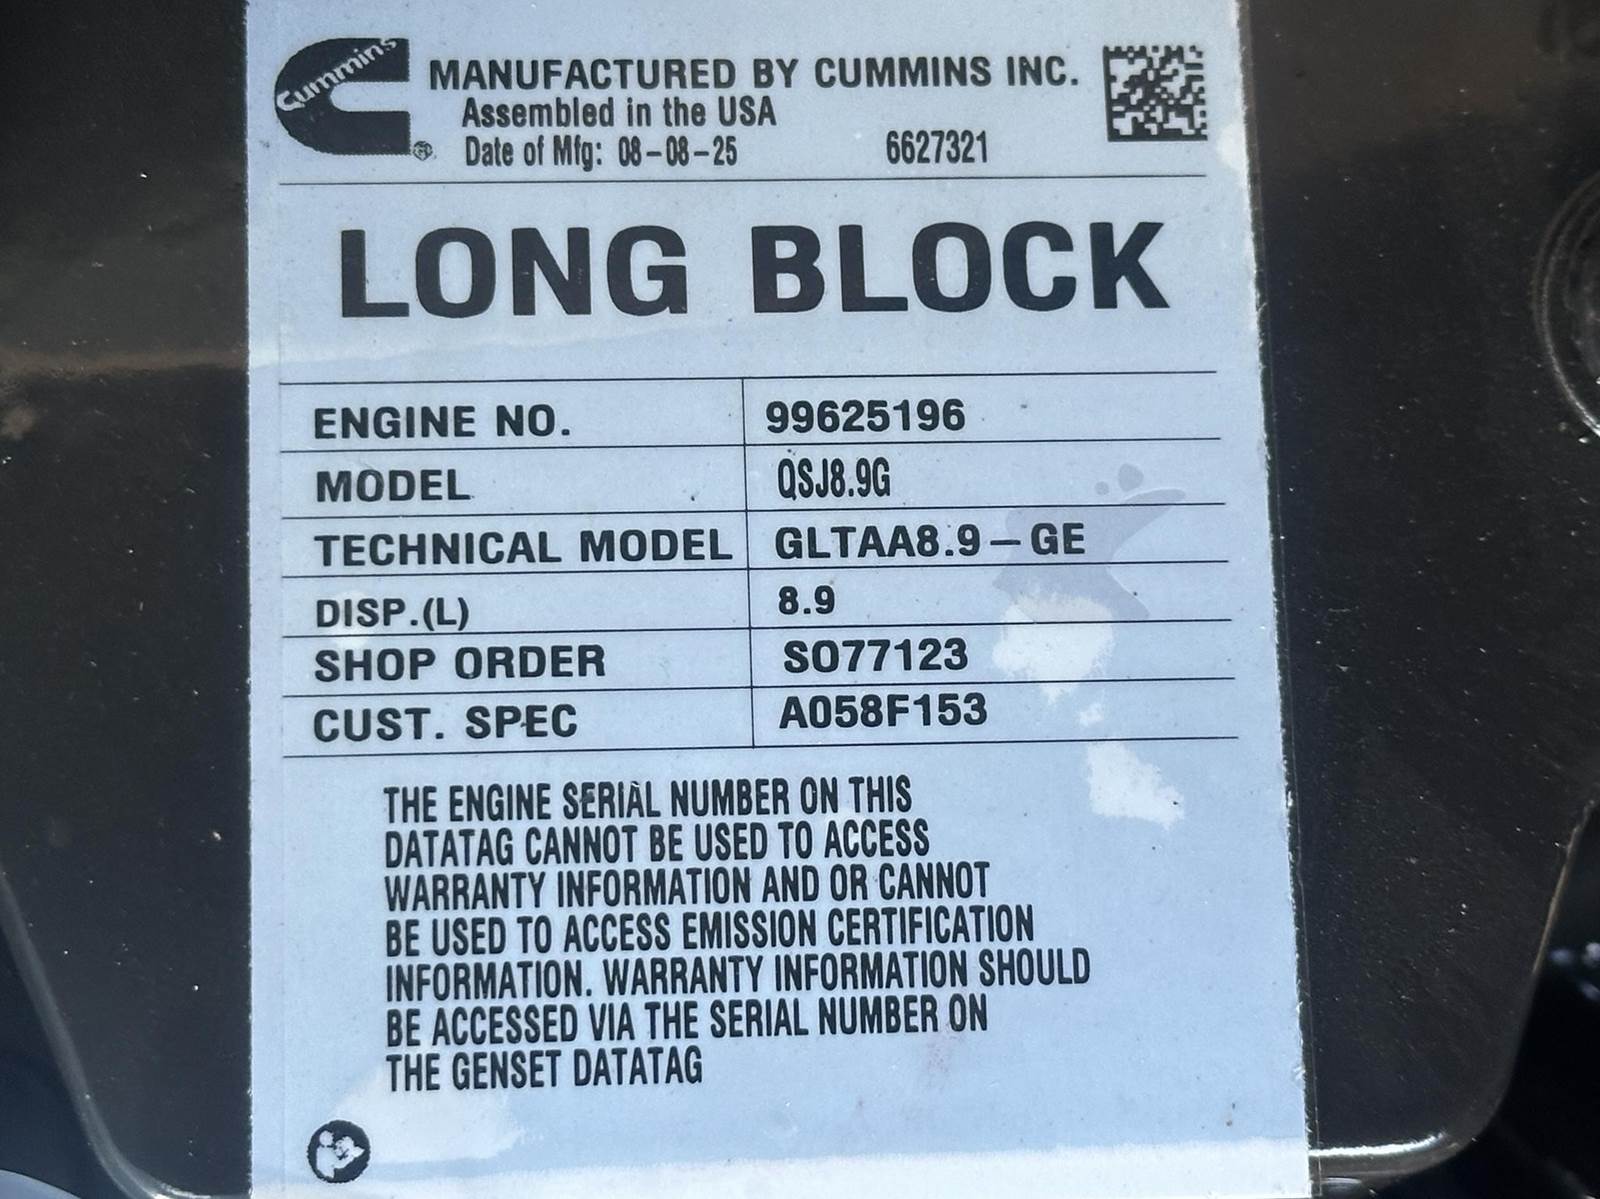 Cummins
MANUFACTURED BY CUMMINS INC.
Assembled in the USA
Date of Mfg: 08-08-25 6627321
LONG BLOCK
ENGINE NO. 99625196
MODEL QSJ8.9G
TECHNICAL MODEL GLTAA8.9-GE
DISP.(L) 8.9
SHOP ORDER SO77123
CUST. SPEC A058F153
THE ENGINE SERIAL NUMBER ON THIS
DATATAG CANNOT BE USED TO ACCESS
WARRANTY INFORMATION AND OR CANNOT
BE USED TO ACCESS EMISSION CERTIFICATION
INFORMATION. WARRANTY INFORMATION SHOULD
BE ACCESSED VIA THE SERIAL NUMBER ON
THE GENSET DATATAG